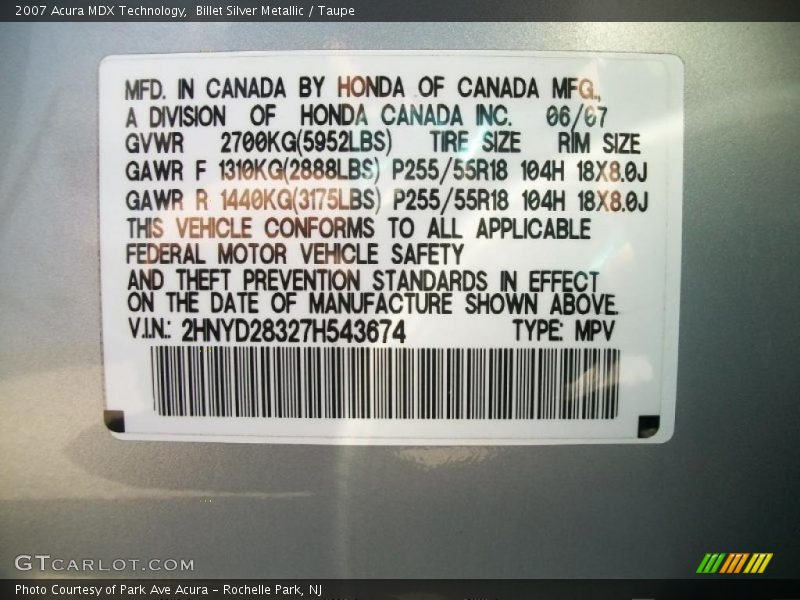 2007 Acura MDX Technology,  Billet Silver Metallic / Taupe
MFD. IN CANADA BY HONDA OF CANADA MFG.,
A DIVISION OF HONDA CANADA INC. 06/07
GVWR 2700KG(5952LBS) TIRE SIZE RIM SIZE
GAWR F 1310KG(2888LBS) P255/55R18 104H 18X8.0J
GAWR R 1440KG(3175LBS) P255/55R18 104H 18X8.0J
THIS VEHICLE CONFORMS TO ALL APPLICABLE
FEDERAL MOTOR VEHICLE SAFETY
AND THEFT PREVENTION STANDARDS IN EFFECT
ON THE DATE OF MANUFACTURE SHOWN ABOVE.
V.I.N.: 2HNYD28327H543674 TYPE: MPV
GTCARLOT.COM
Photo Courtesy of Park Ave Acura - Rochelle Park, NJ